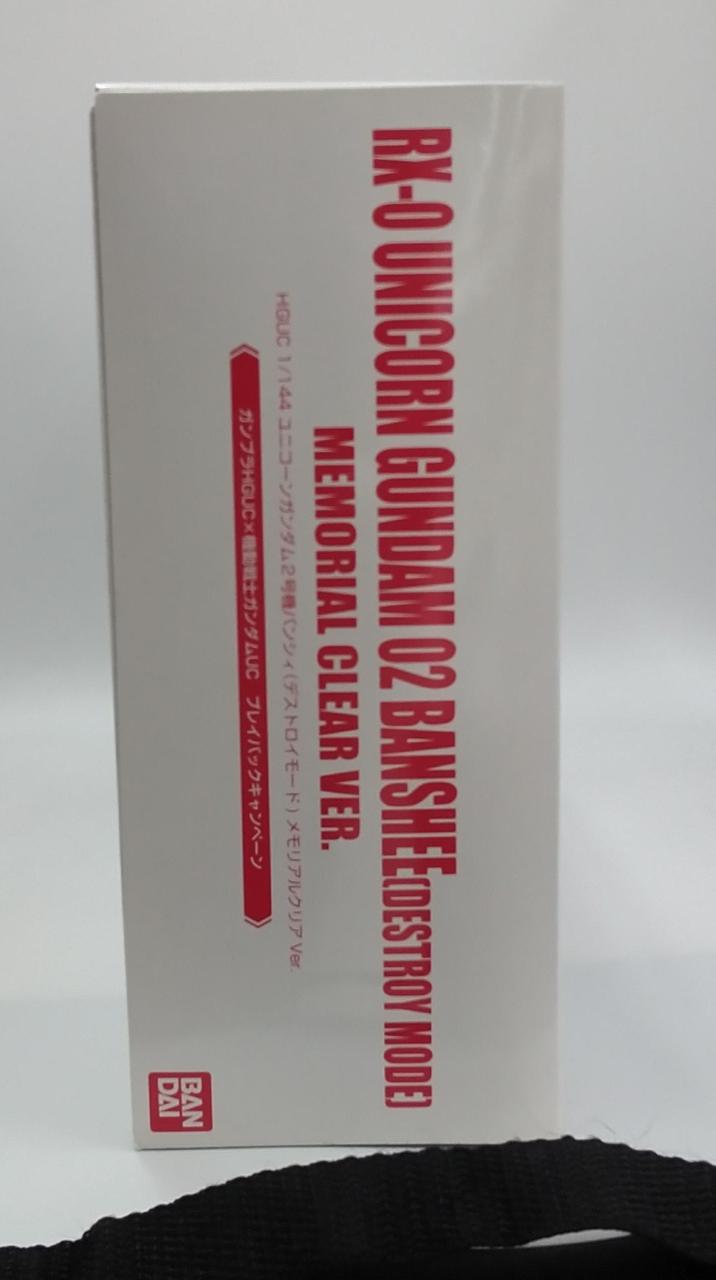 RX-0 UNICORN GUNDAM 02 BANSHEE(DESTROY MODE)
MEMORIAL CLEAR VER.
HGUC 1/144 ユニコーンガンダム2号機バンシィ(デストロイモード)メモリアルクリアVer.
ガンプラHGUC×機動戦士ガンダムUC プレイバックキャンペーン
BAN
DAI